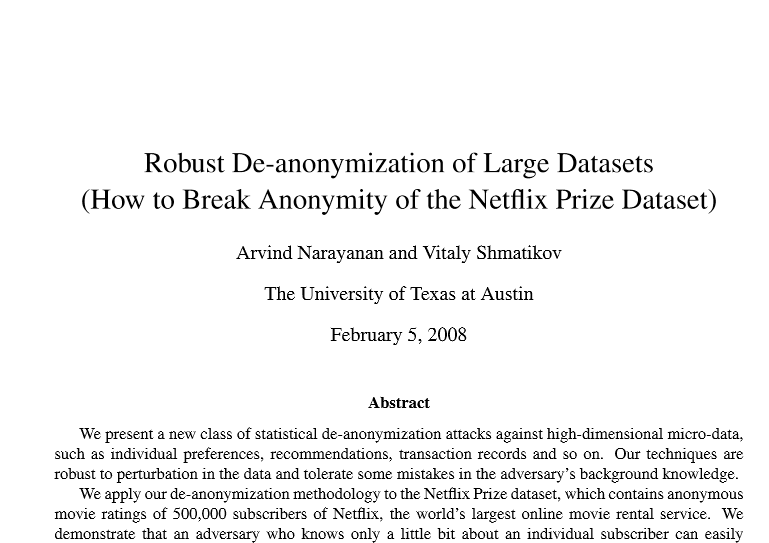 Robust De-anonymization of Large Datasets
(How to Break Anonymity of the Netflix Prize Dataset)
Arvind Narayanan and Vitaly Shmatikov
The University of Texas at Austin
February 5, 2008
Abstract
We present a new class of statistical de-anonymization attacks against high-dimensional micro-data,
such as individual preferences, recommendations, transaction records and so on. Our techniques are
robust to perturbation in the data and tolerate some mistakes in the adversary's background knowledge.
We apply our de-anonymization methodology to the Netflix Prize dataset, which contains anonymous
movie ratings of 500,000 subscribers of Netflix, the world's largest online movie rental service. We
demonstrate that an adversary who knows only a little bit about an individual subscriber can easily